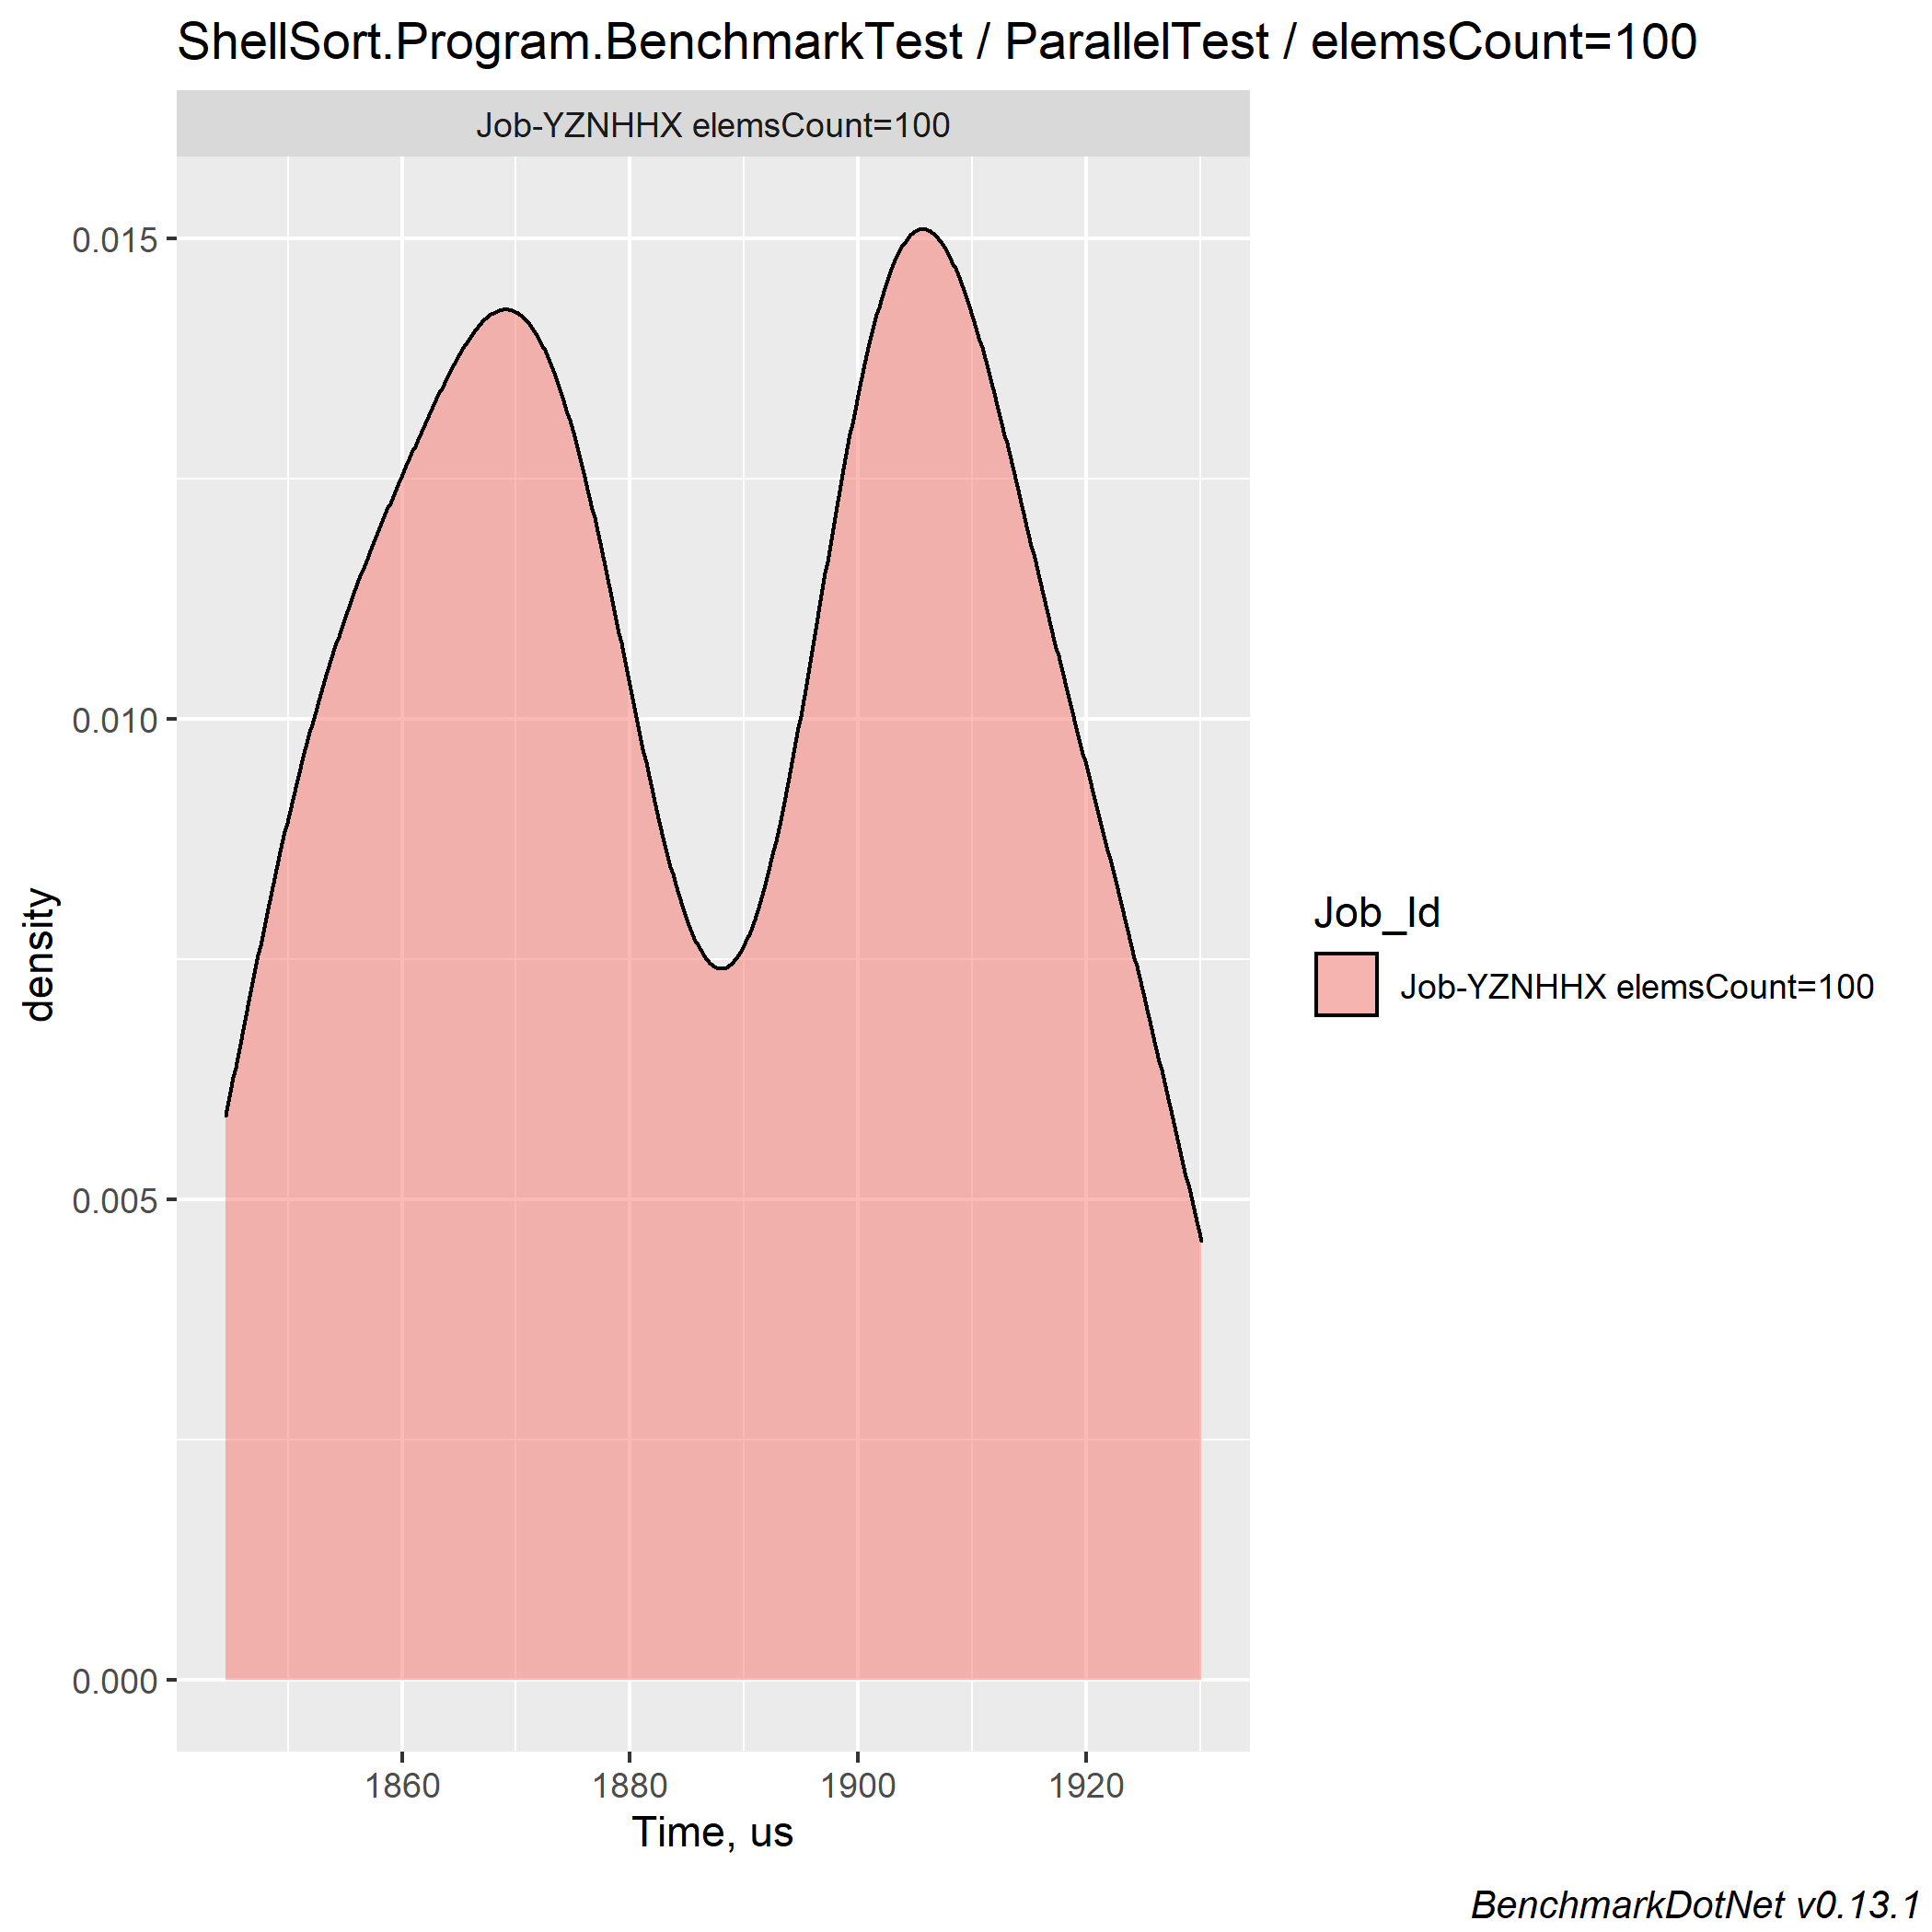 ShellSort.Program.BenchmarkTest / ParallelTest / elemsCount=100
Job-YZNHHX elemsCount=100
0.015
0.010
0.005
0.000
density
1860 1880 1900 1920
Time, us
Job_Id
Job-YZNHHX elemsCount=100
BenchmarkDotNet v0.13.1